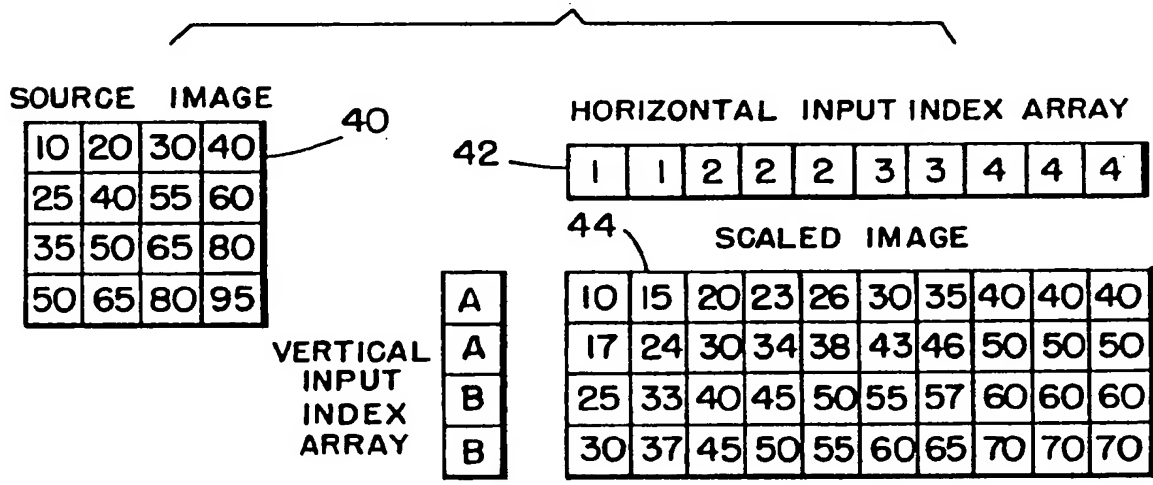 SOURCE IMAGE
10 20 30 40
25 40 55 60
35 50 65 80
50 65 80 95
40
HORIZONTAL INPUT INDEX ARRAY
42
1 1 2 2 2 3 3 4 4 4
44
SCALED IMAGE
VERTICAL
INPUT
INDEX
ARRAY
A
A
B
B
10 15 20 23 26 30 35 40 40 40
17 24 30 34 38 43 46 50 50 50
25 33 40 45 50 55 57 60 60 60
30 37 45 50 55 60 65 70 70 70